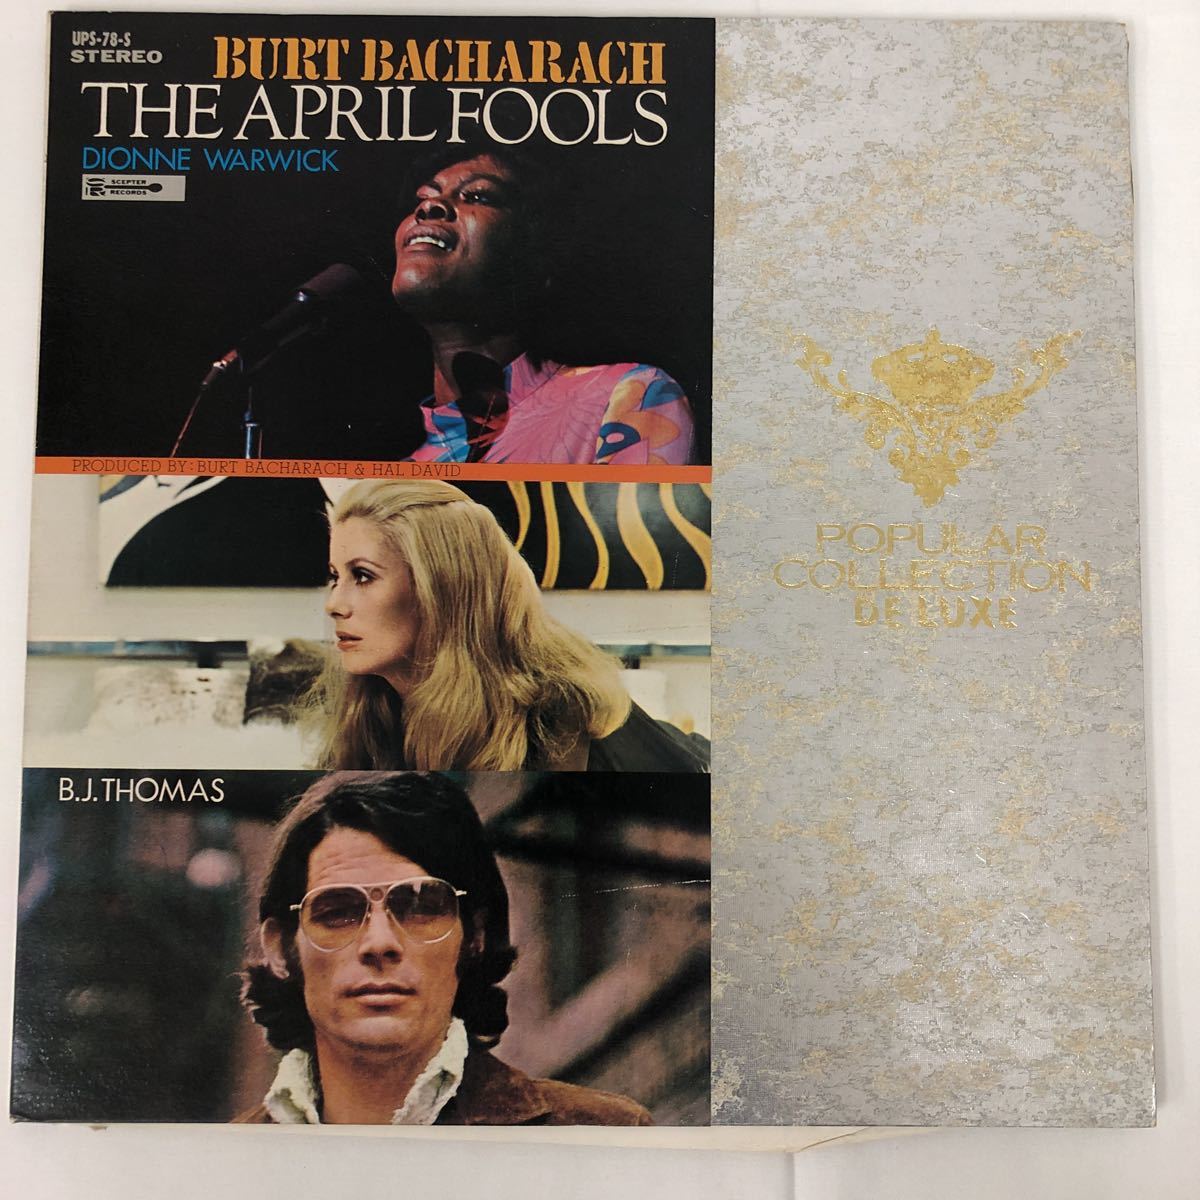 UPS-78-S
STEREO
BURT BACHARACH
THE APRIL FOOLS
DIONNE WARWICK
SCEPTER
RECORDS
PRODUCED BY: BURT BACHARACH & HAL DAVID
B.J. THOMAS
POPULAR
COLLECTION
DE LUXE